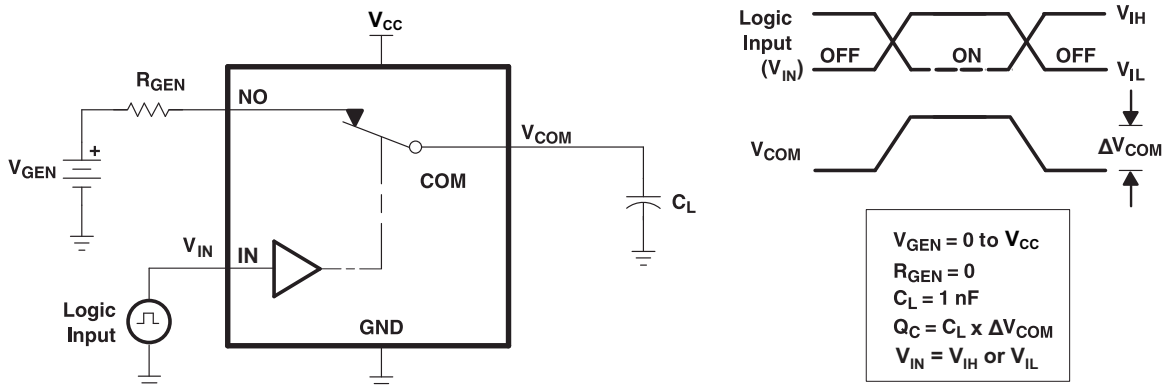 V_CC
R_GEN
NO
V_GEN
+
V_COM
COM
C_L
V_IN
IN
Logic
Input
GND
Logic
Input
(V_IN)
OFF
ON
OFF
V_IH
V_IL
V_COM
ΔV_COM
V_GEN = 0 to V_CC
R_GEN = 0
C_L = 1 nF
Q_C = C_L x ΔV_COM
V_IN = V_IH or V_IL